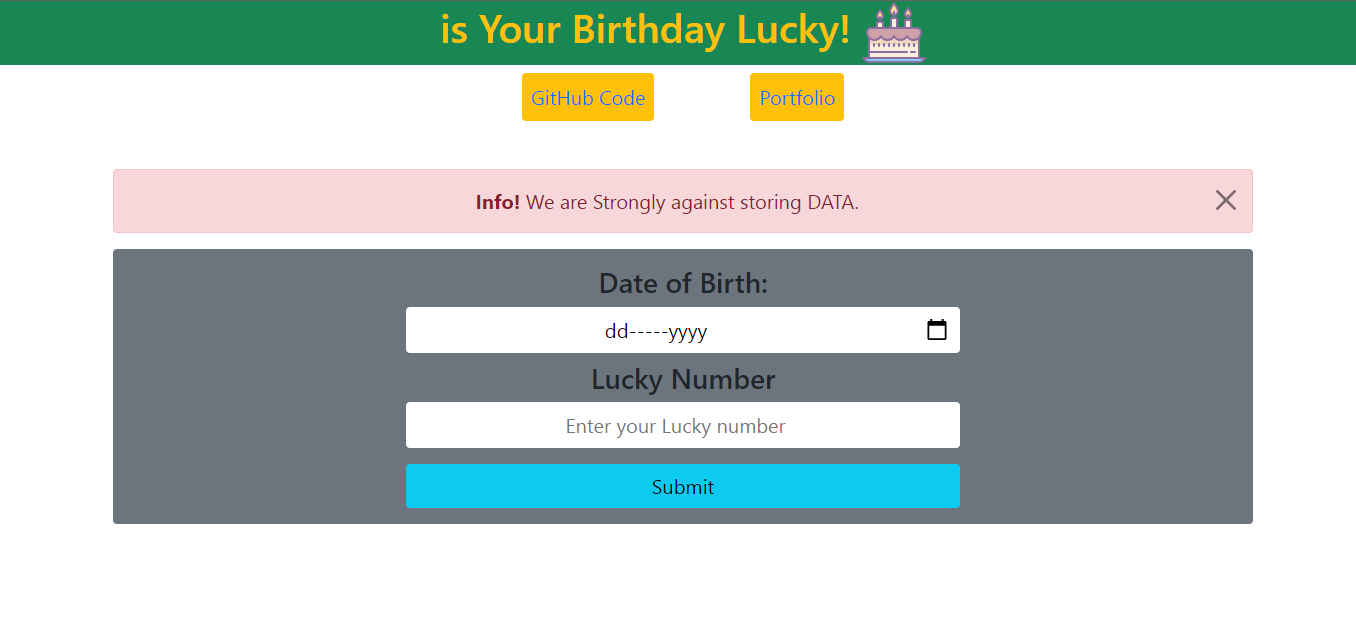 is Your Birthday Lucky!
GitHub Code
Portfolio
Info! We are Strongly against storing DATA.
Date of Birth:
dd-----yyyy
Lucky Number
Enter your Lucky number
Submit